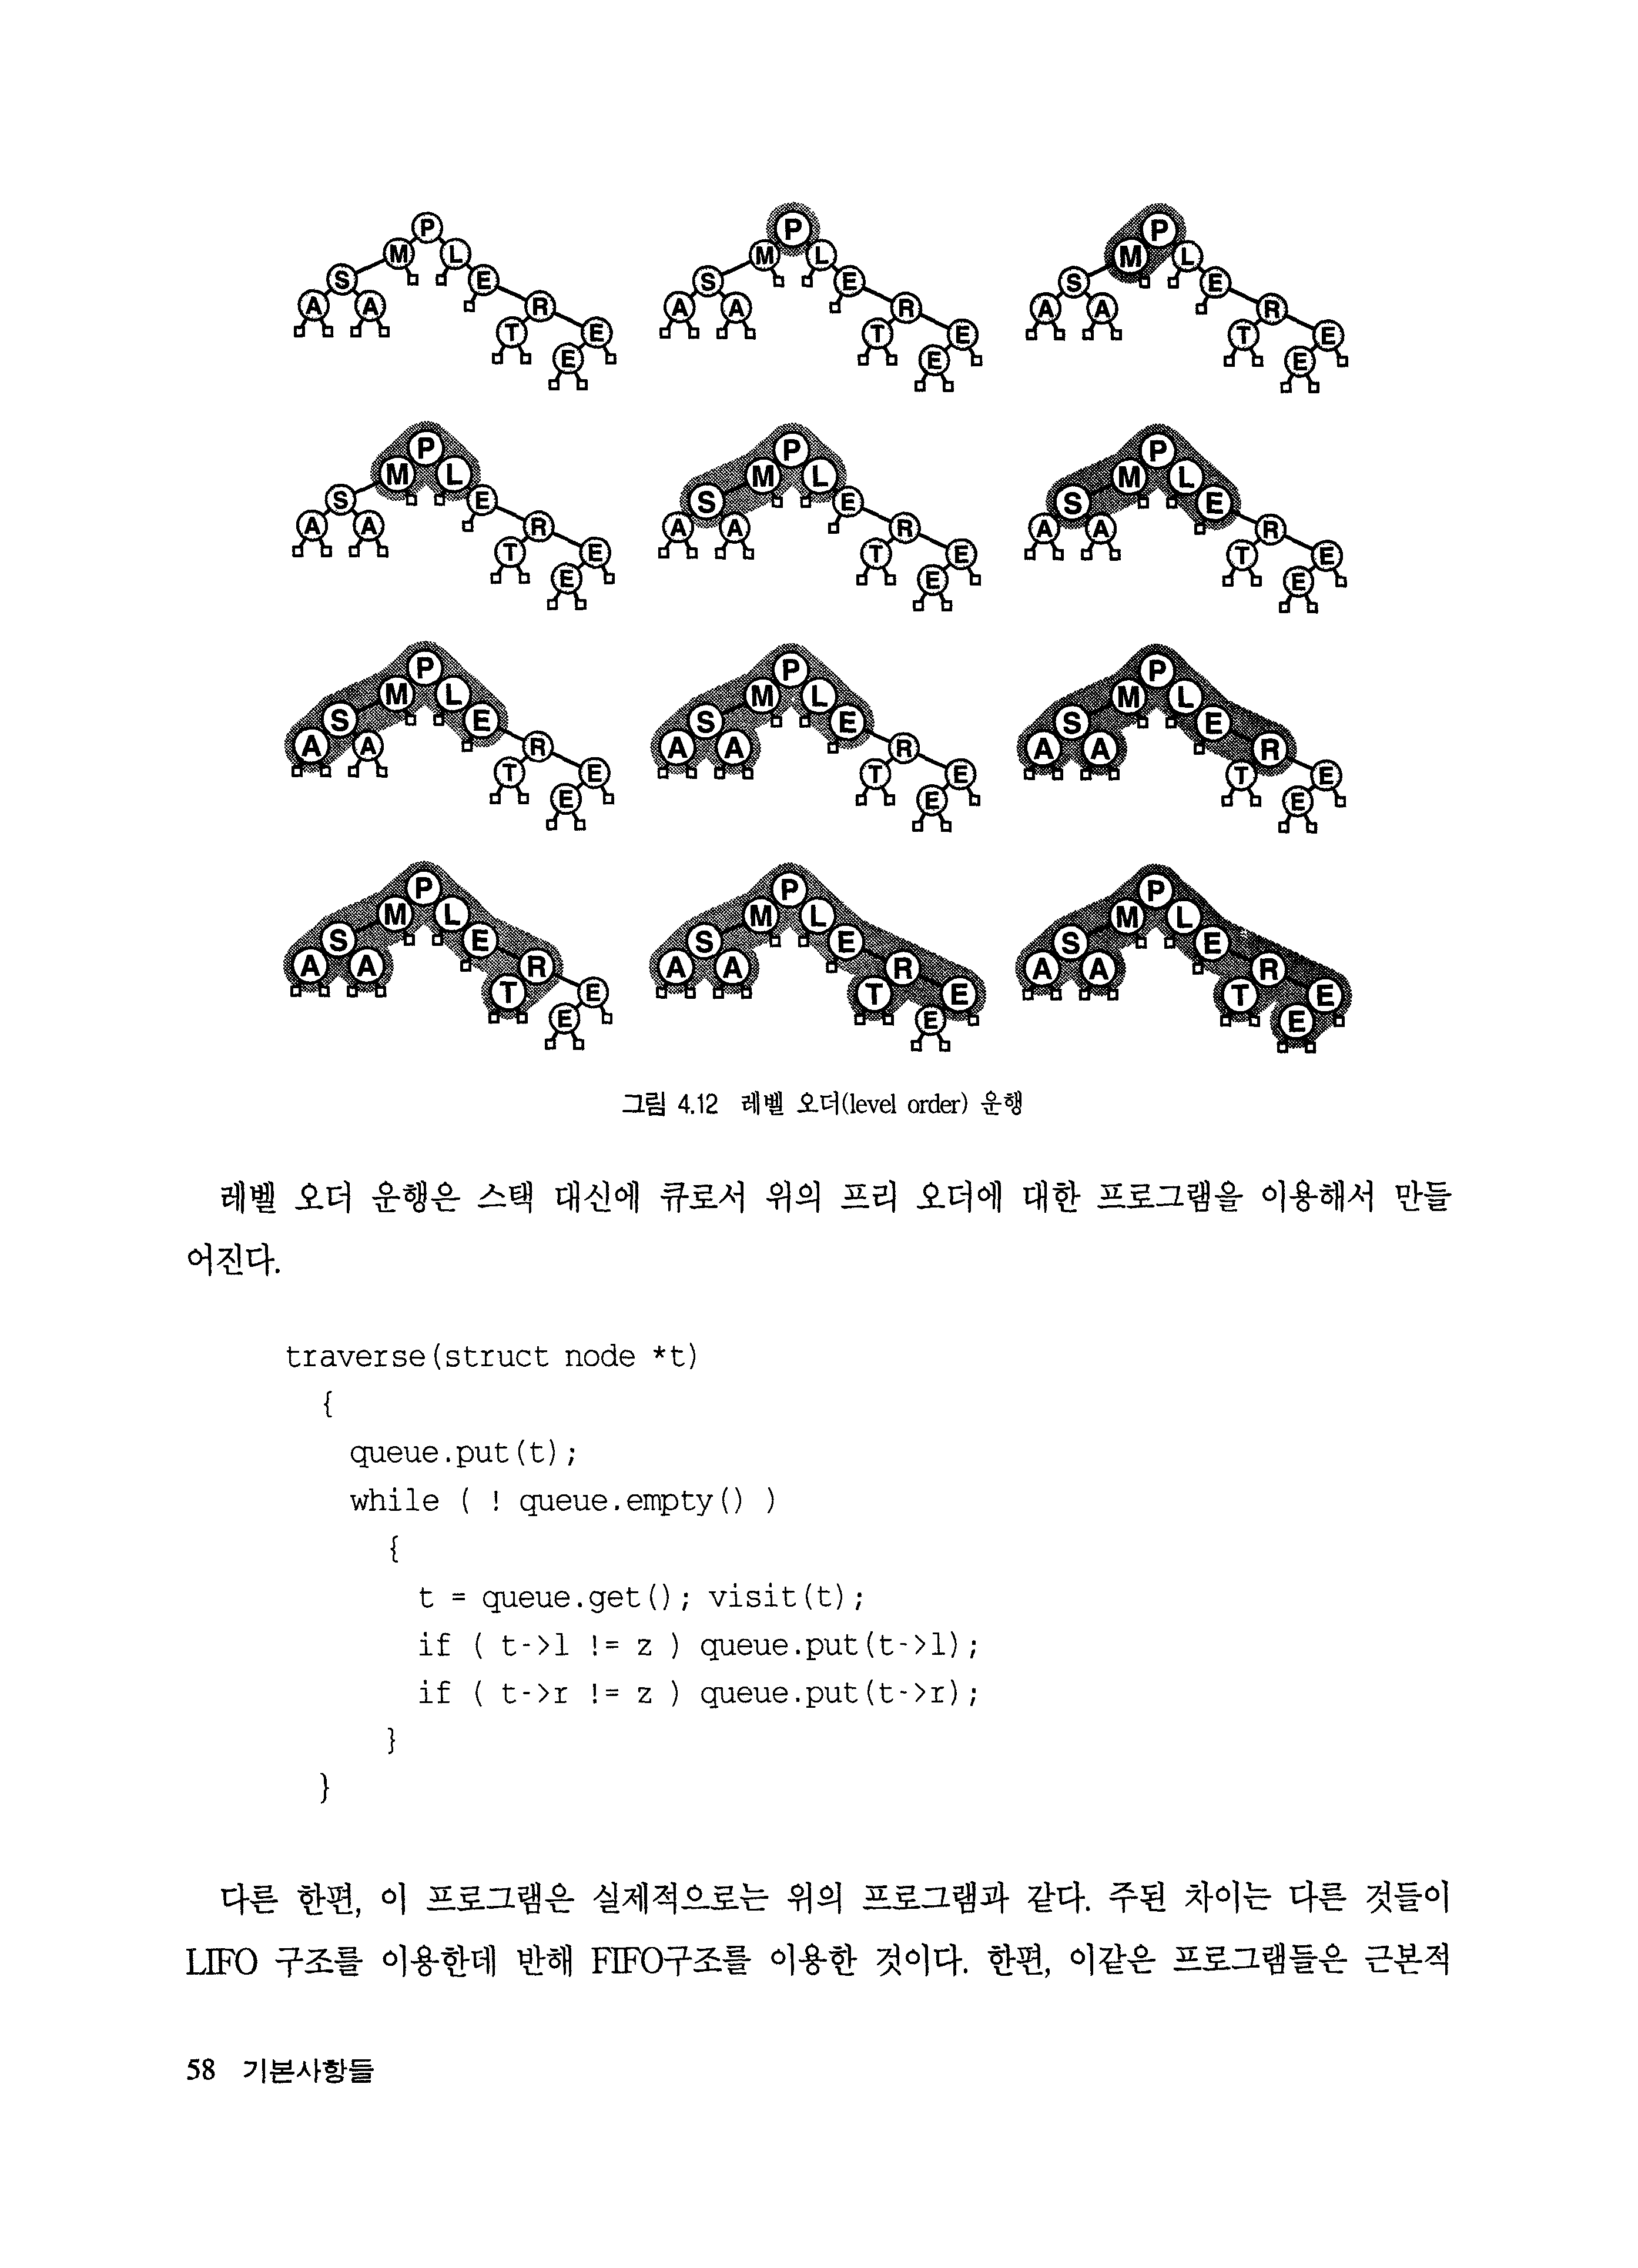 P
M L
S E
A A R
T E
E
P
M L
S E
A A R
T E
E
P
M L
S E
A A R
T E
E
P
M L
S E
A A R
T E
E
P
M L
S E
A A R
T E
E
P
M L
S E
A A R
T E
E
P
M L
S E
A A R
T E
E
P
M L
S E
A A R
T E
E
P
M L
S E
A A R
T E
E
P
M L
S E
A A R
T E
E
P
M L
S E
A A R
T E
E
P
M L
S E
A A R
T E
E
그림 4.12 레벨 오더(level order) 운행
레벨 오더 운행은 스택 대신에 큐로서 위의 프리 오더에 대한 프로그램을 이용해서 만들
어진다.
traverse(struct node *t)
{
queue.put(t);
while ( ! queue.empty() )
{
t = queue.get(); visit(t);
if ( t->l != z ) queue.put(t->l);
if ( t->r != z ) queue.put(t->r);
}
}
다른 한편, 이 프로그램은 실제적으로는 위의 프로그램과 같다. 주된 차이는 다른 것들이
LIFO 구조를 이용한데 반해 FIFO구조를 이용한 것이다. 한편, 이같은 프로그램들은 근본적
58 기본사항들